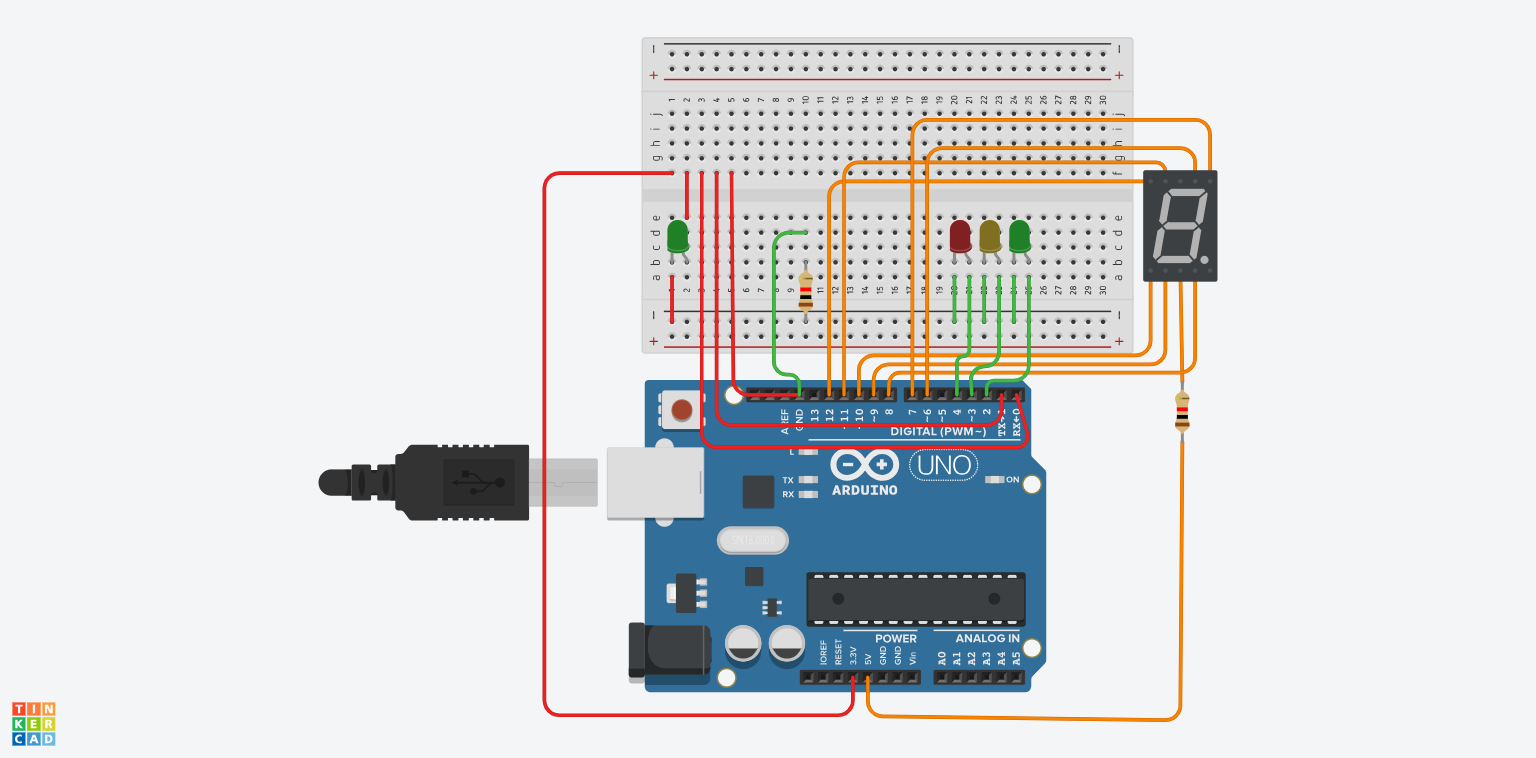 − −
+ +
1 2 3 4 5 6 7 8 9 10 11 12 13 14 15 16 17 18 19 20 21 22 23 24 25 26 27 28 29 30
j j
i i
h h
g g
f f
e e
d d
c c
b b
a a
1 2 3 4 5 6 7 8 9 10 11 12 13 14 15 16 17 18 19 20 21 22 23 24 25 26 27 28 29 30
− −
+ +
AREF GND 13 12 ~11 ~10 ~9 8 7 ~6 ~5 4 ~3 2 TX→1 RX←0
DIGITAL (PWM~)
L
TX
RX
ARDUINO
UNO
ON
POWER
ANALOG IN
IOREF RESET 3.3V 5V GND GND Vin A0 A1 A2 A3 A4 A5
TIN
KER
CAD